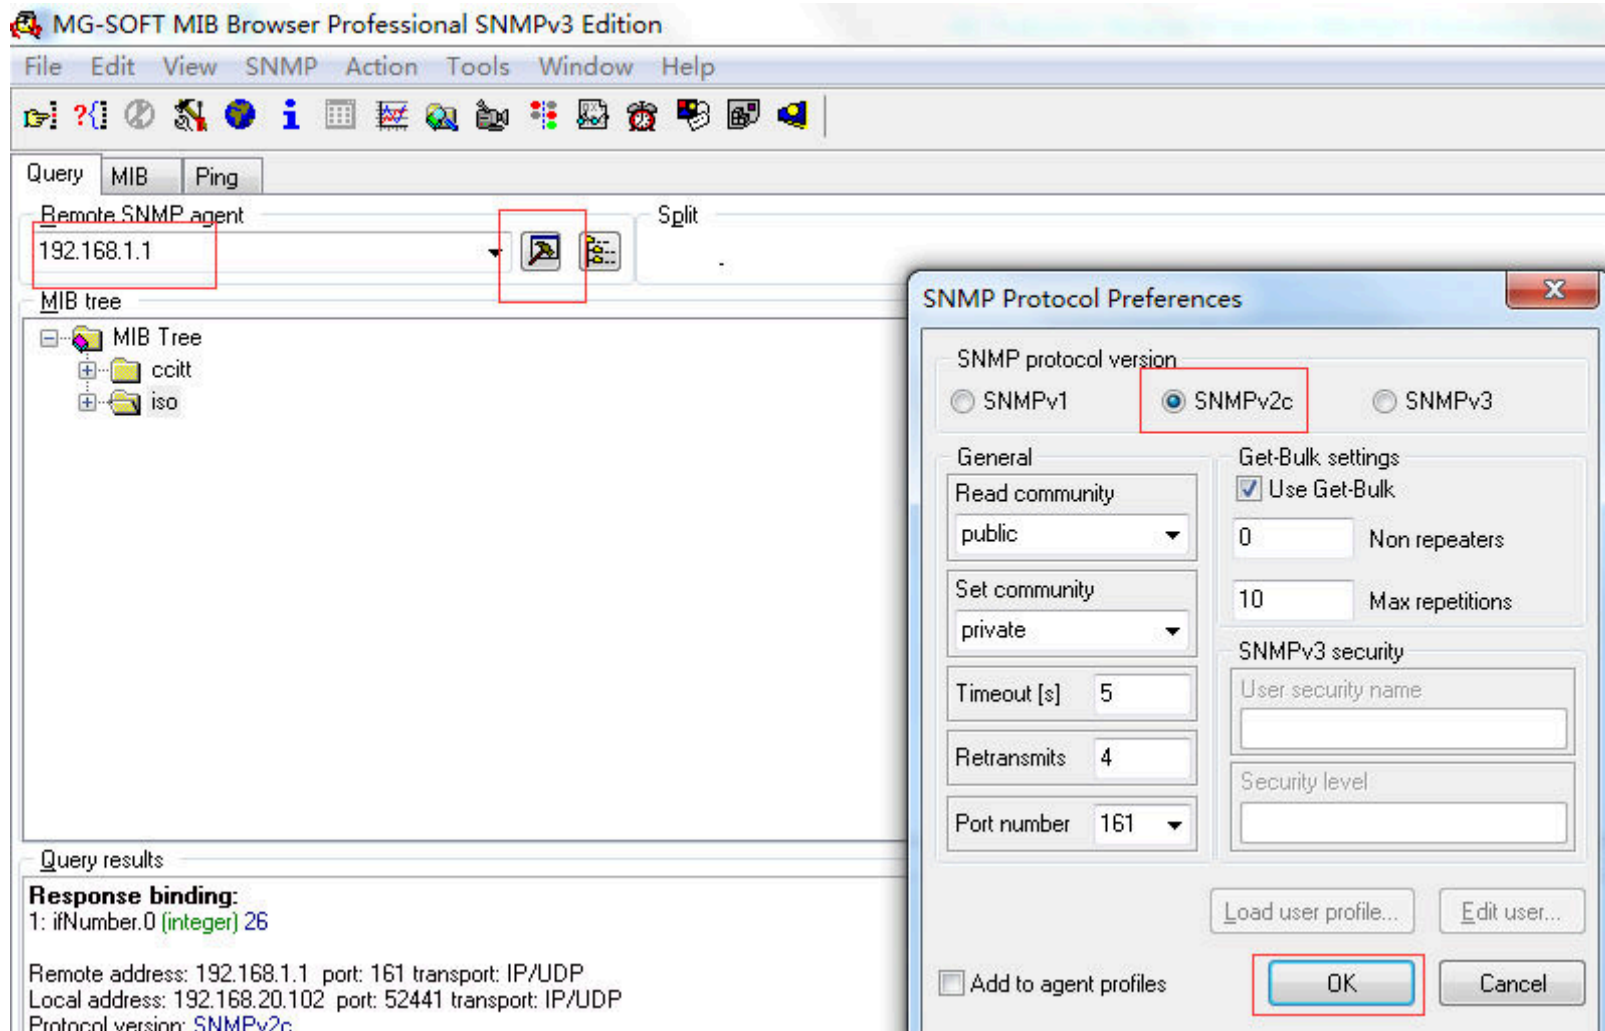 MG-SOFT MIB Browser Professional SNMPv3 Edition
File Edit View SNMP Action Tools Window Help
Query MIB Ping
Remote SNMP agent
192.168.1.1
Split
MIB tree
MIB Tree
ccitt
iso
Query results
Response binding:
1: ifNumber.0 (integer) 26
Remote address: 192.168.1.1 port: 161 transport: IP/UDP
Local address: 192.168.20.102 port: 52441 transport: IP/UDP
Protocol version: SNMPv2c
SNMP Protocol Preferences
SNMP protocol version
SNMPv1 SNMPv2c SNMPv3
General
Read community
public
Set community
private
Timeout [s] 5
Retransmits 4
Port number 161
Get-Bulk settings
Use Get-Bulk
0 Non repeaters
10 Max repetitions
SNMPv3 security
User security name
Security level
Load user profile... Edit user...
Add to agent profiles OK Cancel